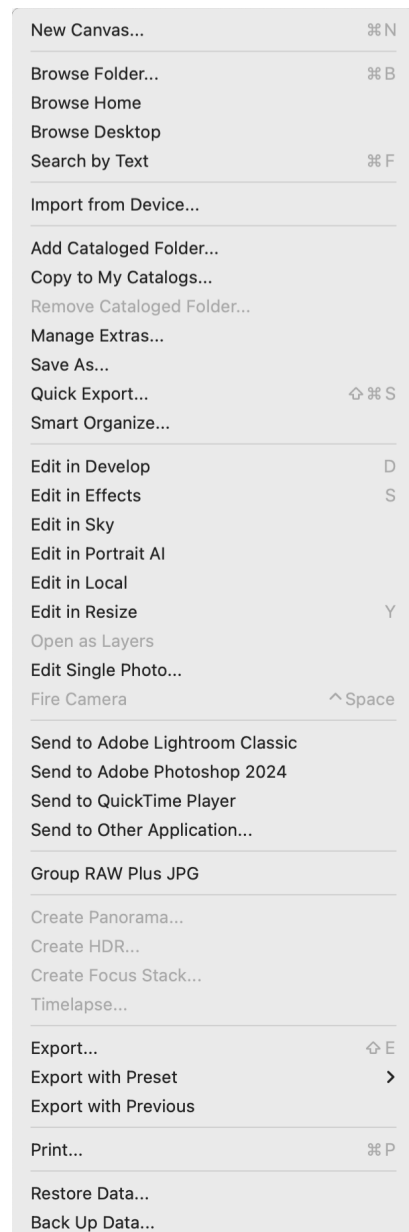 New Canvas... ⌘ N
Browse Folder... ⌘ B
Browse Home
Browse Desktop
Search by Text ⌘ F
Import from Device...
Add Cataloged Folder...
Copy to My Catalogs...
Remove Cataloged Folder...
Manage Extras...
Save As...
Quick Export... ⇧ ⌘ S
Smart Organize...
Edit in Develop D
Edit in Effects S
Edit in Sky
Edit in Portrait AI
Edit in Local
Edit in Resize Y
Open as Layers
Edit Single Photo...
Fire Camera ^ Space
Send to Adobe Lightroom Classic
Send to Adobe Photoshop 2024
Send to QuickTime Player
Send to Other Application...
Group RAW Plus JPG
Create Panorama...
Create HDR...
Create Focus Stack...
Timelapse...
Export... ⇧ E
Export with Preset >
Export with Previous
Print... ⌘ P
Restore Data...
Back Up Data...